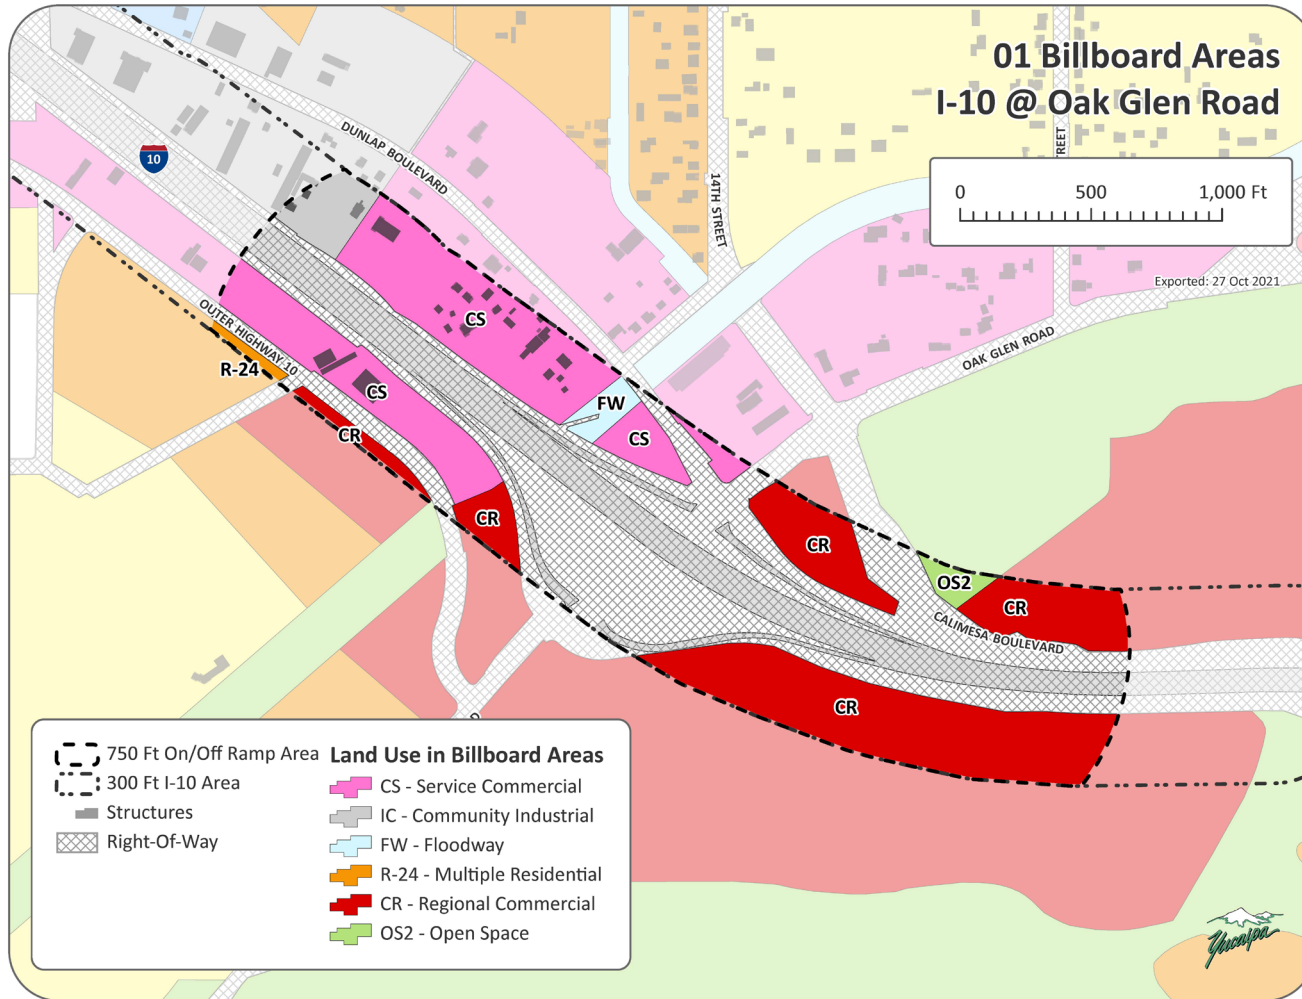 01 Billboard Areas
I-10 @ Oak Glen Road
0 500 1,000 Ft
Exported: 27 Oct 2021
10
DUNLAP BOULEVARD
14TH STREET
REET
OAK GLEN ROAD
OUTER HIGHWAY 10
CALIMESA BOULEVARD
CS
R-24
CS
FW
CS
CR
CR
CR
OS2
CR
CR
D
750 Ft On/Off Ramp Area
300 Ft I-10 Area
Structures
Right-Of-Way
Land Use in Billboard Areas
CS - Service Commercial
IC - Community Industrial
FW - Floodway
R-24 - Multiple Residential
CR - Regional Commercial
OS2 - Open Space
Yucaipa